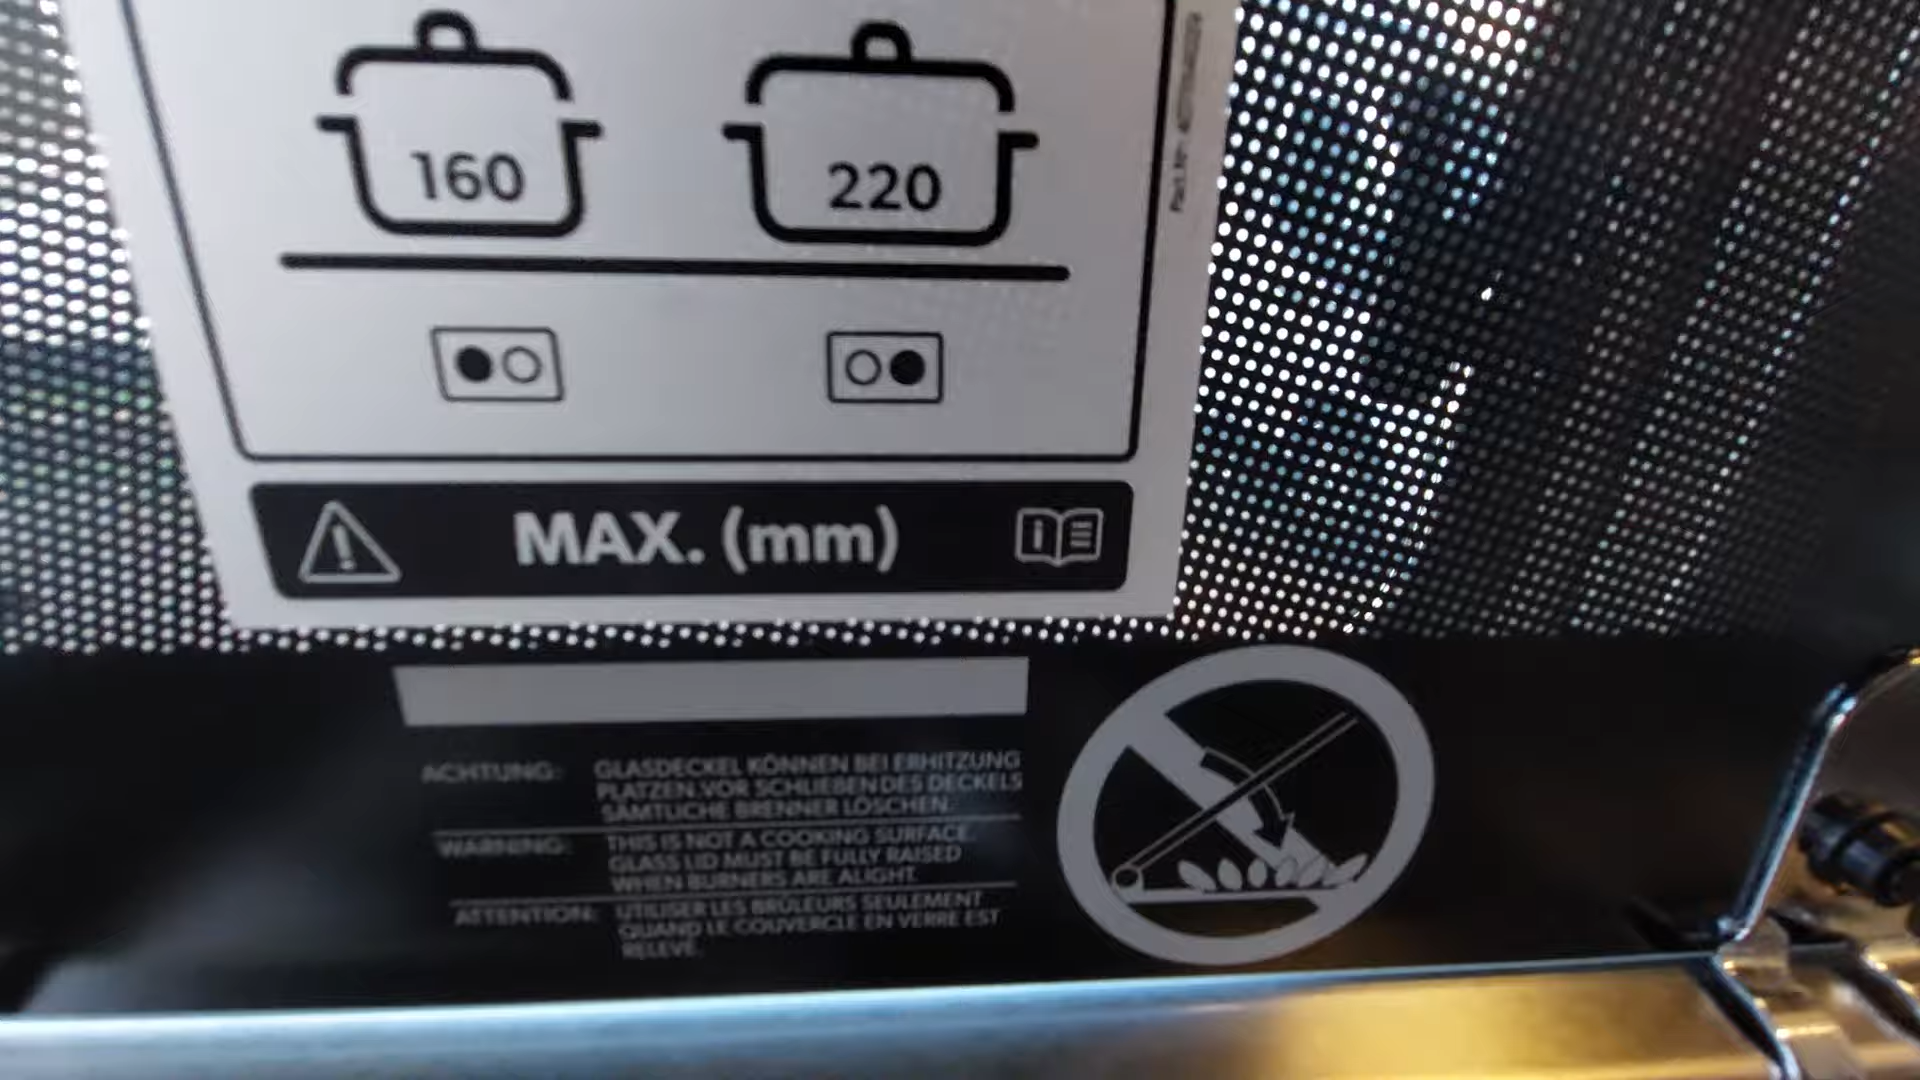 160
220
MAX. (mm)
ACHTUNG: GLASDECKEL KÖNNEN BEI ERHITZUNG
PLATZEN. VOR SCHLIEBEN DES DECKELS
SÄMTLICHE BRENNER LÖSCHEN.
WARNING: THIS IS NOT A COOKING SURFACE.
GLASS LID MUST BE FULLY RAISED
WHEN BURNERS ARE ALIGHT.
ATTENTION: UTILISER LES BRÛLEURS SEULEMENT
QUAND LE COUVERCLE EN VERRE EST
RELEVÉ.